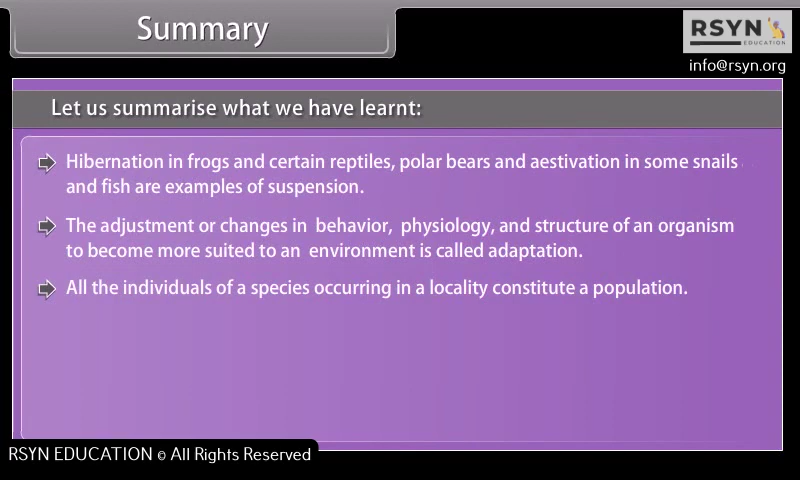 Summary
RSYN
EDUCATION
info@rsyn.org
Let us summarise what we have learnt:
Hibernation in frogs and certain reptiles, polar bears and aestivation in some snails
and fish are examples of suspension.
The adjustment or changes in behavior, physiology, and structure of an organism
to become more suited to an environment is called adaptation.
All the individuals of a species occurring in a locality constitute a population.
RSYN EDUCATION © All Rights Reserved